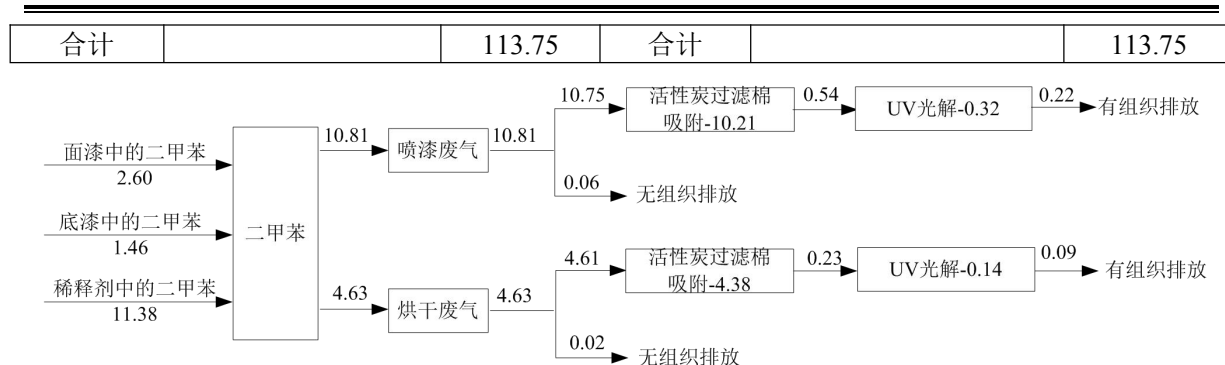 合计 113.75 合计 113.75
面漆中的二甲苯
2.60
底漆中的二甲苯
1.46
稀释剂中的二甲苯
11.38
二甲苯
10.81
喷漆废气
10.81
10.75
活性炭过滤棉
吸附-10.21
0.54
UV光解-0.32
0.22
有组织排放
0.06
无组织排放
4.63
烘干废气
4.63
4.61
活性炭过滤棉
吸附-4.38
0.23
UV光解-0.14
0.09
有组织排放
0.02
无组织排放